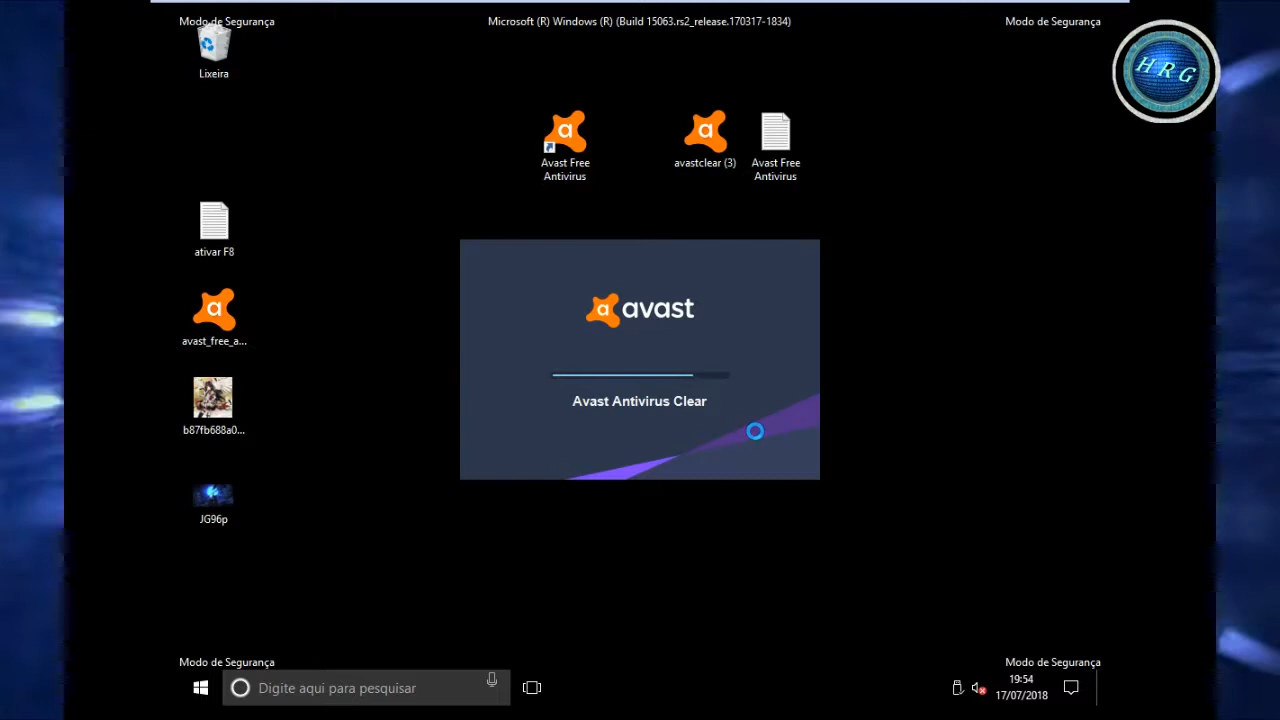 Modo de Segurança
Microsoft (R) Windows (R) (Build 15063.rs2_release.170317-1834)
Modo de Segurança
HRG
Lixeira
a
Avast Free
Antivirus
a
avastclear (3)
Avast Free
Antivirus
ativar F8
a
avast_free_a...
a avast
Avast Antivirus Clear
b87fb688a0...
JG96p
Modo de Segurança
Modo de Segurança
Digite aqui para pesquisar
19:54
17/07/2018